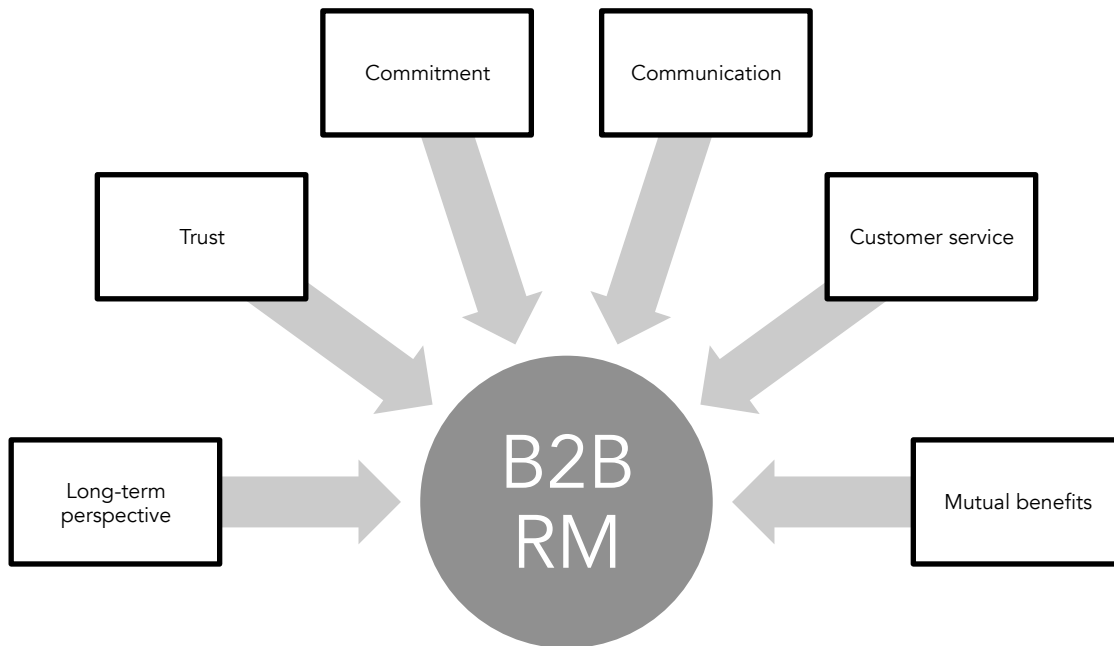 Commitment
Communication
Trust
Customer service
Long-term
perspective
B2B
RM
Mutual benefits